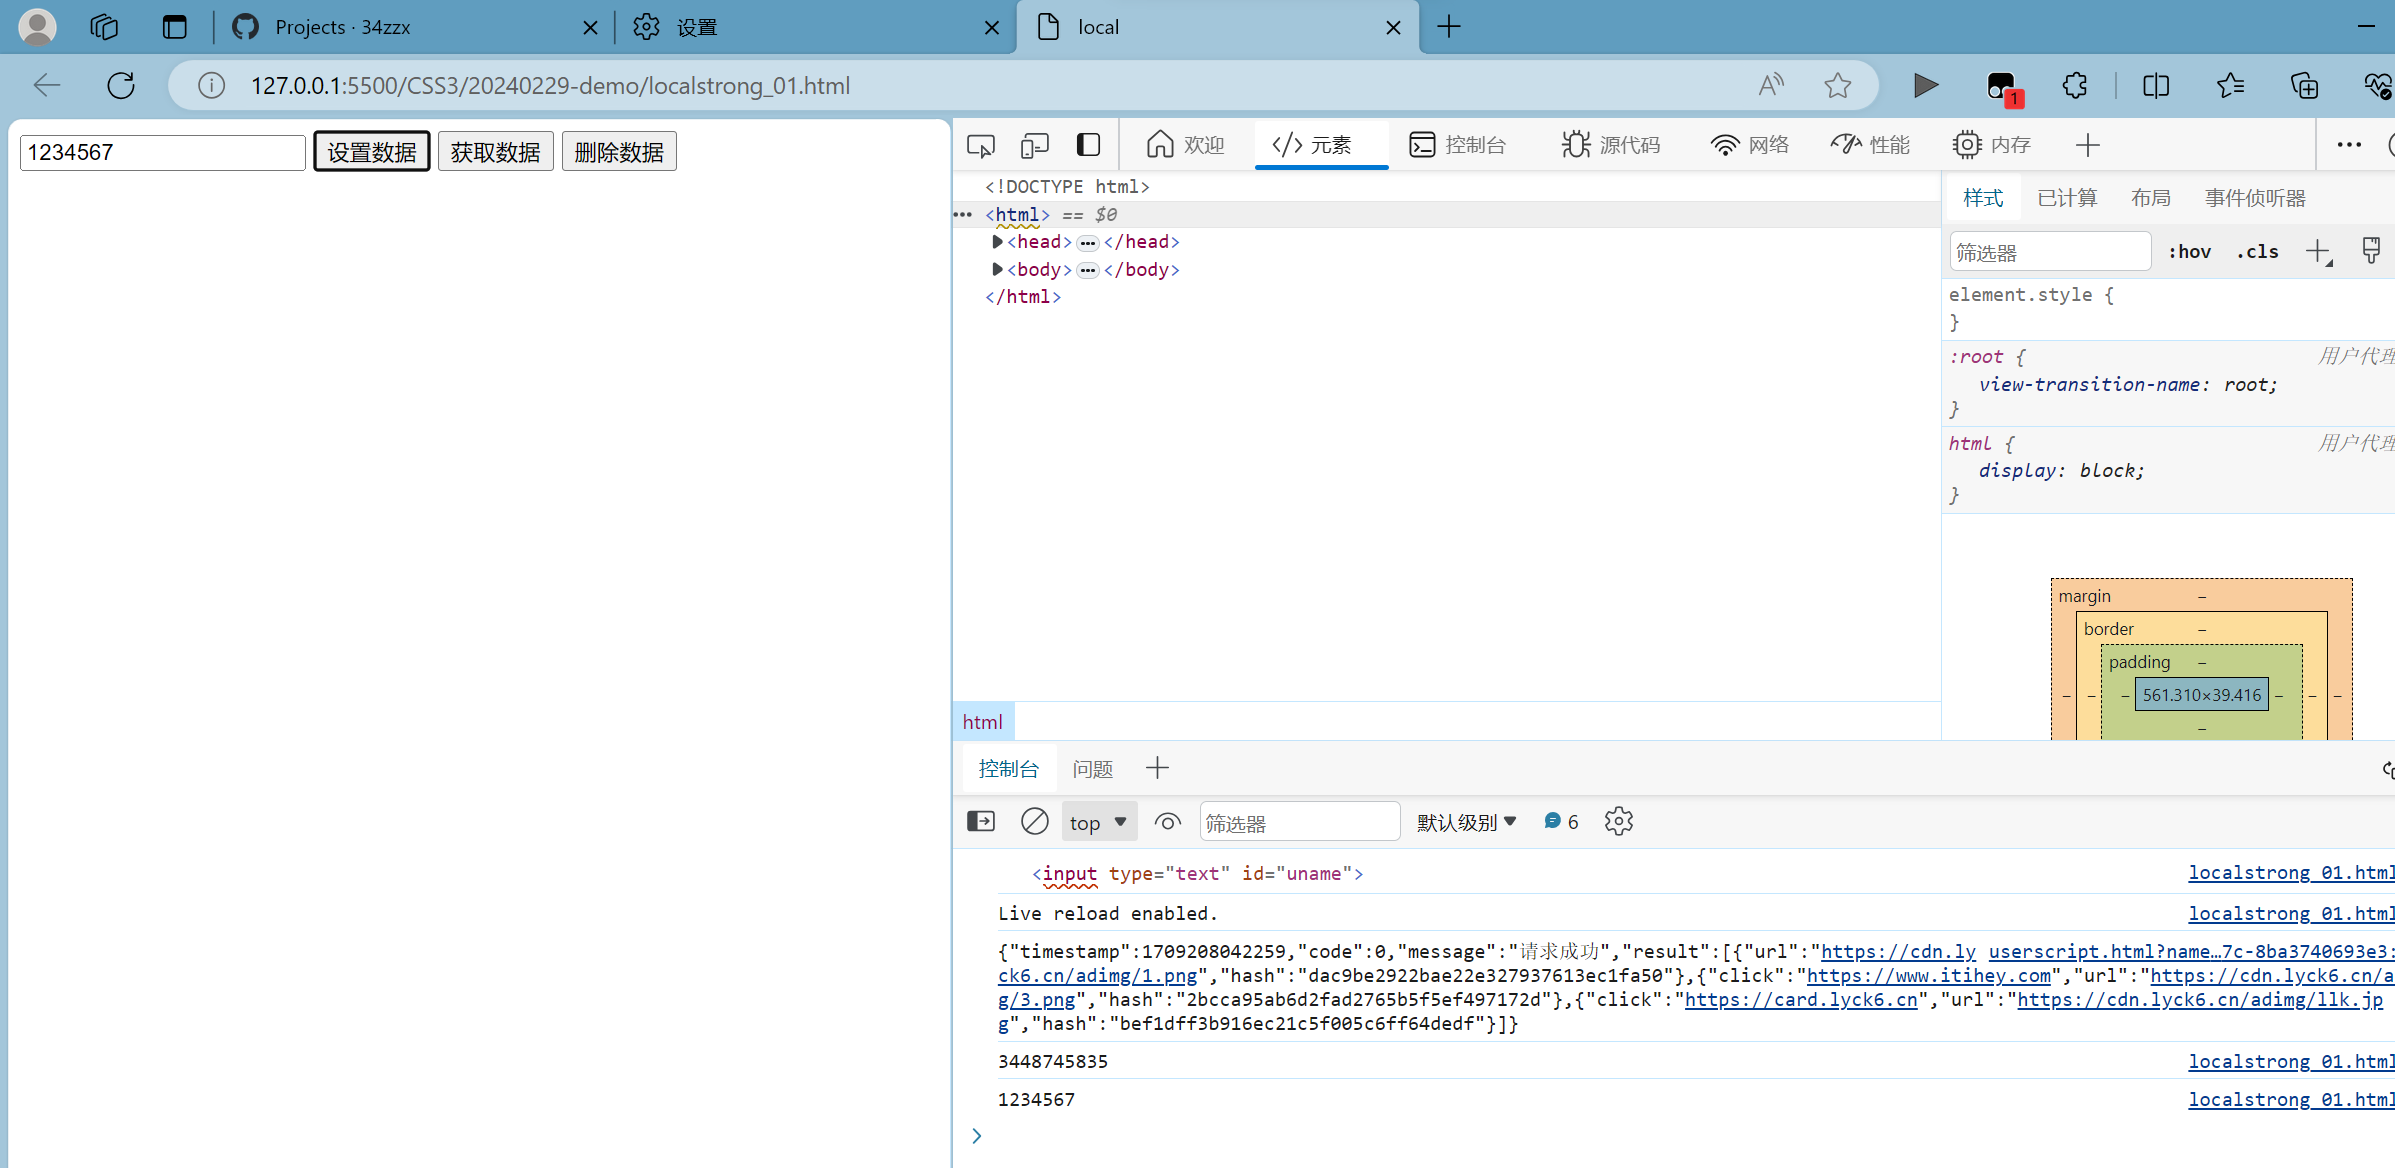 Projects · 34zzx
设置
local
127.0.0.1:5500/CSS3/20240229-demo/localstrong_01.html
1
1234567
设置数据 获取数据 删除数据
欢迎 </> 元素 控制台 源代码 网络 性能 内存
<!DOCTYPE html>
<html> == $0
<head>…</head>
<body>…</body>
</html>
html
样式 已计算 布局 事件侦听器
筛选器 :hov .cls
element.style {
}
:root { 用户代理
view-transition-name: root;
}
html { 用户代理
display: block;
}
margin –
border –
padding –
– – – 561.310×39.416 – – –
–
控制台 问题
top 筛选器 默认级别 6
<input type="text" id="uname"> localstrong_01.html
Live reload enabled. localstrong_01.html
{"timestamp":1709208042259,"code":0,"message":"请求成功","result":[{"url":"https://cdn.ly userscript.html?name…7c-8ba3740693e3:
ck6.cn/adimg/1.png","hash":"dac9be2922bae22e327937613ec1fa50"},{"click":"https://www.itihey.com","url":"https://cdn.lyck6.cn/a
g/3.png","hash":"2bcca95ab6d2fad2765b5f5ef497172d"},{"click":"https://card.lyck6.cn","url":"https://cdn.lyck6.cn/adimg/llk.jp
g","hash":"bef1dff3b916ec21c5f005c6ff64dedf"}]}
3448745835 localstrong_01.html
1234567 localstrong_01.html